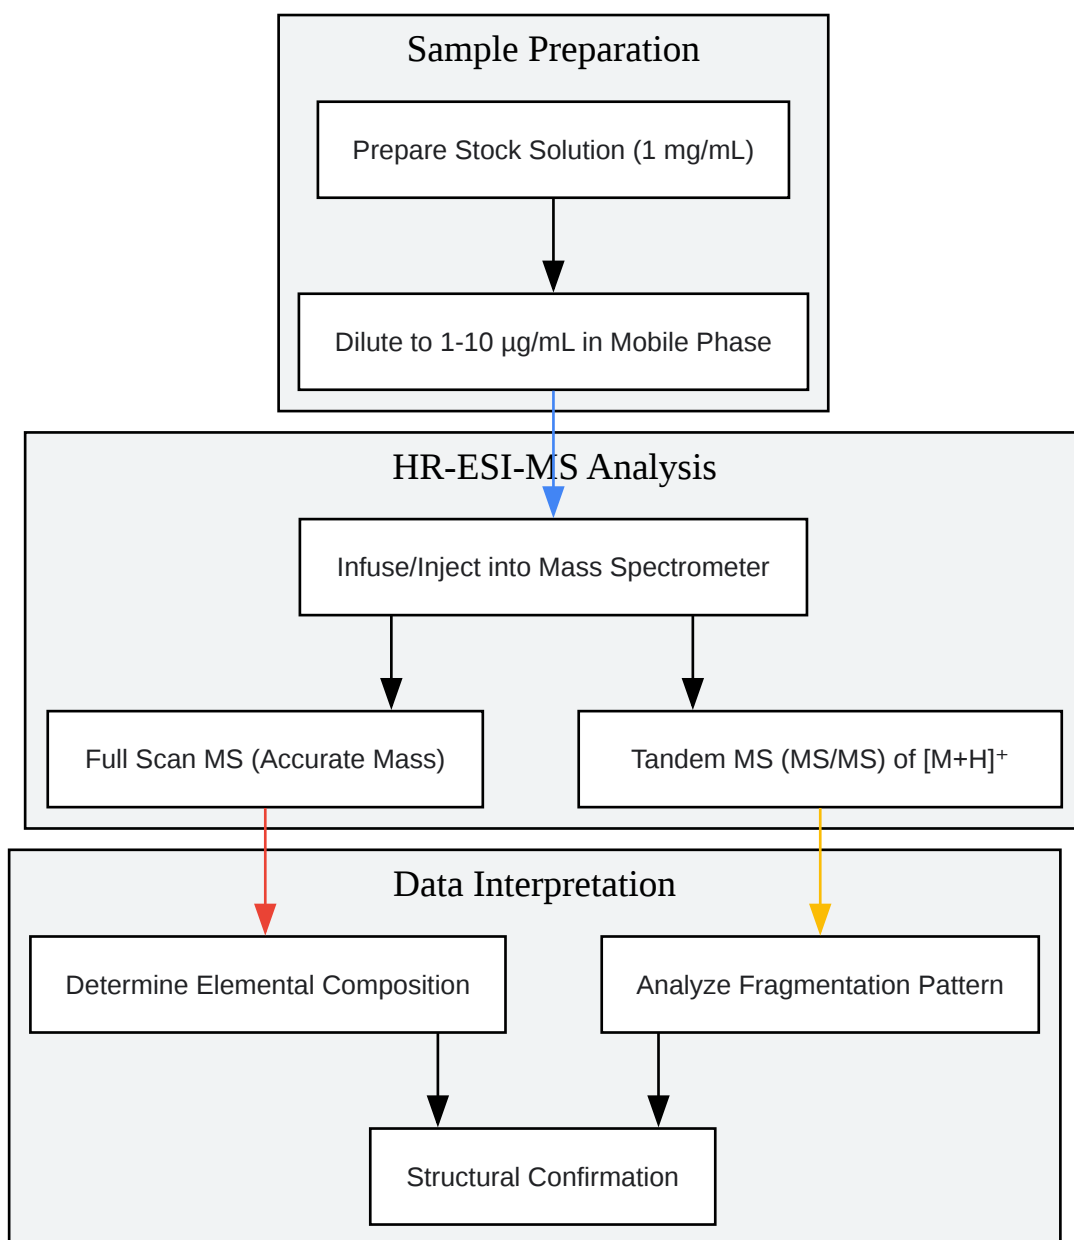 Sample Preparation
Prepare Stock Solution (1 mg/mL)
Dilute to 1-10 µg/mL in Mobile Phase
HR-ESI-MS Analysis
Infuse/Inject into Mass Spectrometer
Full Scan MS (Accurate Mass)
Tandem MS (MS/MS) of [M+H]⁺
Data Interpretation
Determine Elemental Composition
Analyze Fragmentation Pattern
Structural Confirmation